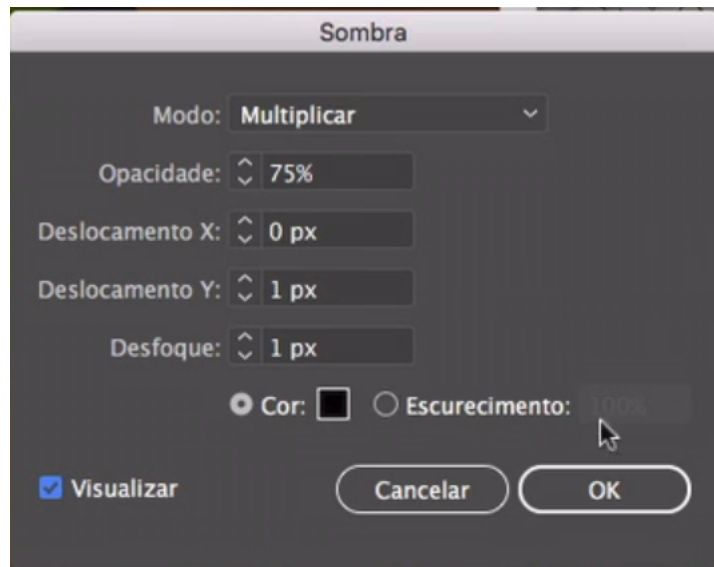 Sombra
Modo: Multiplicar
Opacidade: 75%
Deslocamento X: 0 px
Deslocamento Y: 1 px
Desfoque: 1 px
Cor: Escurecimento: 100%
Visualizar Cancelar OK